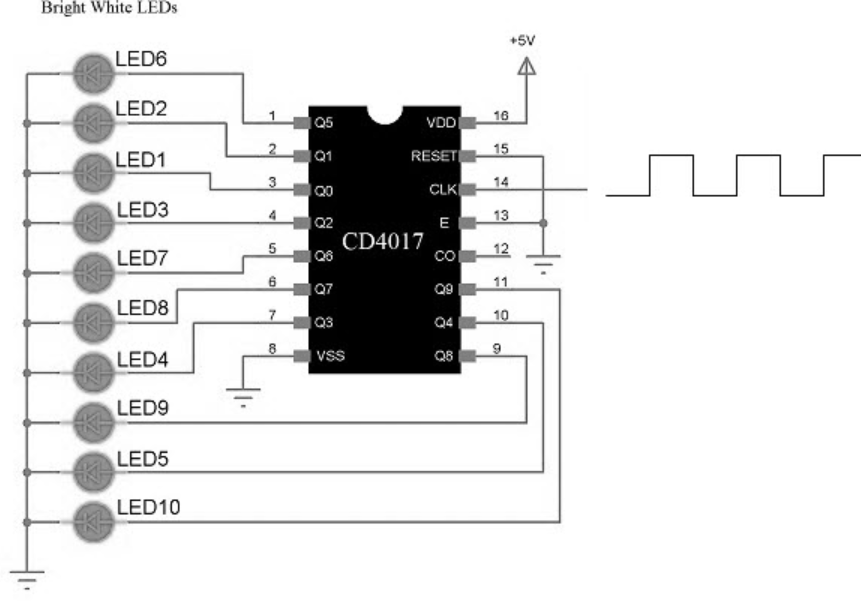 Bright White LEDs
+5V
LED6
LED2
LED1
LED3
LED7
LED8
LED4
LED9
LED5
LED10
1 Q5 VDD 16
2 Q1 RESET 15
3 Q0 CLK 14
4 Q2 E 13
CD4017
5 Q6 CO 12
6 Q7 Q9 11
7 Q3 Q4 10
8 VSS Q8 9